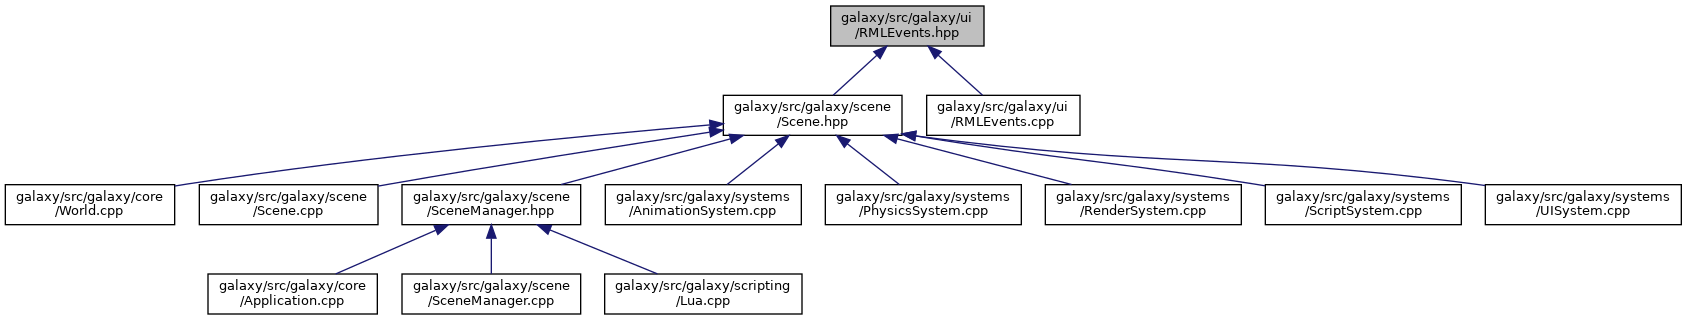 galaxy/src/galaxy/ui
/RMLEvents.hpp
galaxy/src/galaxy/scene
/Scene.hpp
galaxy/src/galaxy/ui
/RMLEvents.cpp
galaxy/src/galaxy/core
/World.cpp
galaxy/src/galaxy/scene
/Scene.cpp
galaxy/src/galaxy/scene
/SceneManager.hpp
galaxy/src/galaxy/systems
/AnimationSystem.cpp
galaxy/src/galaxy/systems
/PhysicsSystem.cpp
galaxy/src/galaxy/systems
/RenderSystem.cpp
galaxy/src/galaxy/systems
/ScriptSystem.cpp
galaxy/src/galaxy/systems
/UISystem.cpp
galaxy/src/galaxy/core
/Application.cpp
galaxy/src/galaxy/scene
/SceneManager.cpp
galaxy/src/galaxy/scripting
/Lua.cpp